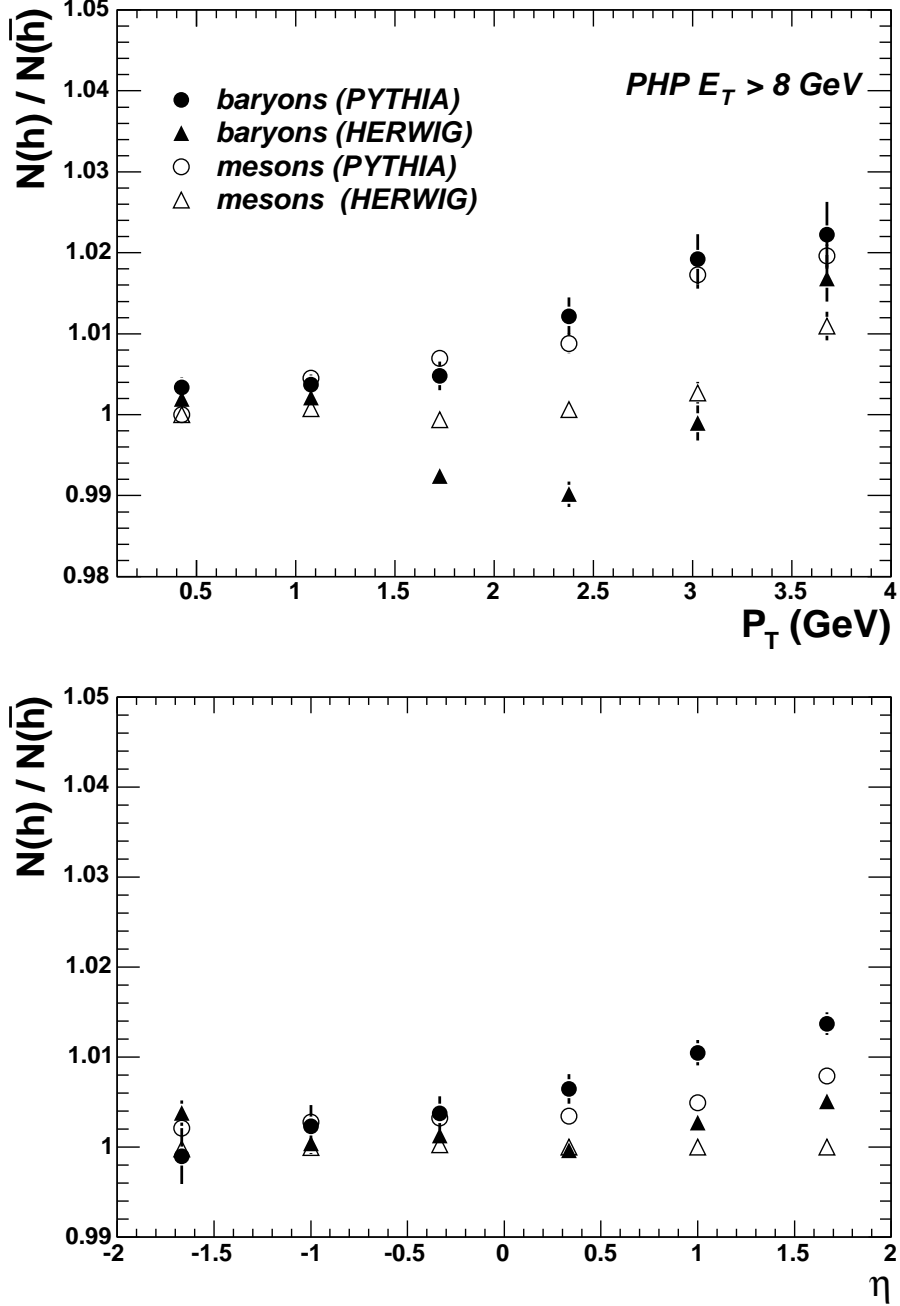 N(h) / N(h̅)
1.05
1.04
1.03
1.02
1.01
1
0.99
0.98
PHP E_T > 8 GeV
baryons (PYTHIA)
baryons (HERWIG)
mesons (PYTHIA)
mesons (HERWIG)
0.5 1 1.5 2 2.5 3 3.5 4
P_T (GeV)
N(h) / N(h̅)
1.05
1.04
1.03
1.02
1.01
1
0.99
-2 -1.5 -1 -0.5 0 0.5 1 1.5 2
η